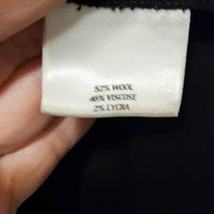 52% WOOL
46% VISCOSE
2% LYCRA